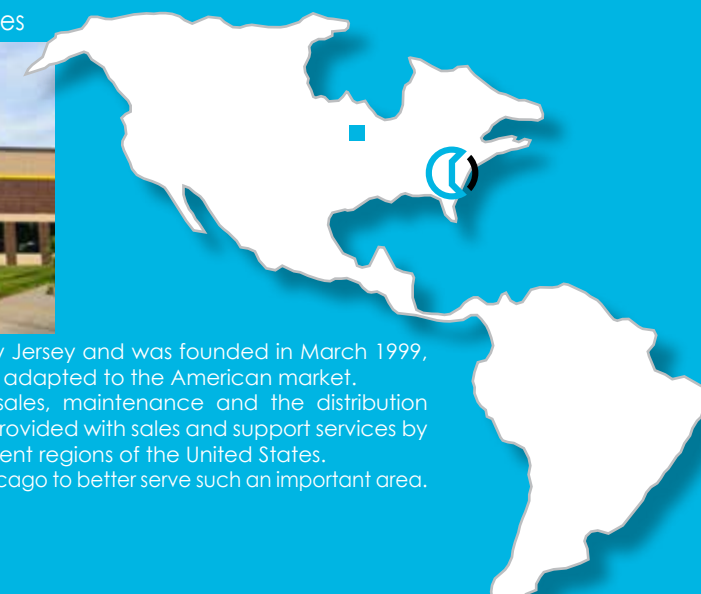 es
y Jersey and was founded in March 1999,
adapted to the American market.
sales, maintenance and the distribution
rovided with sales and support services by
ent regions of the United States.
cago to better serve such an important area.